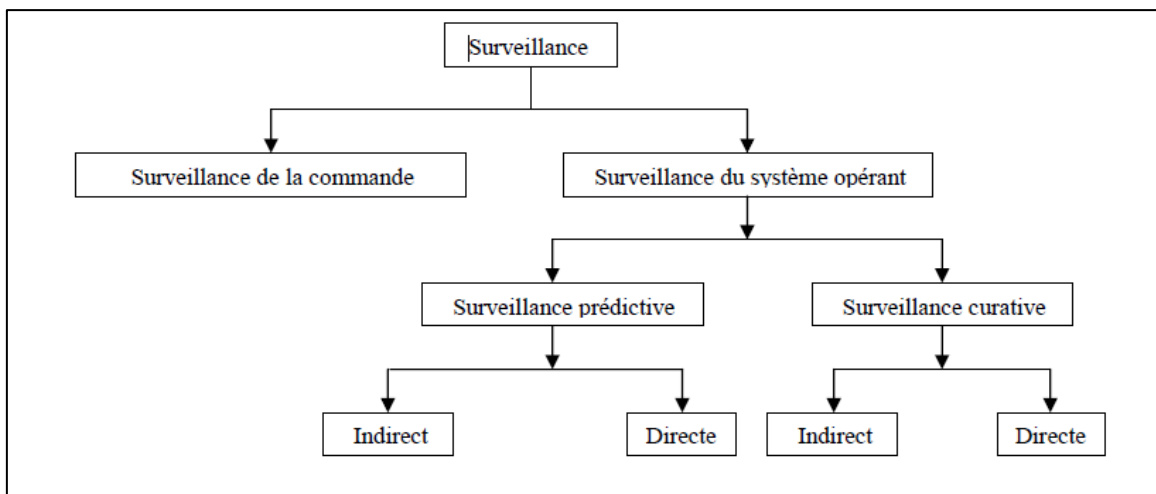 Surveillance
Surveillance de la commande
Surveillance du système opérant
Surveillance prédictive
Surveillance curative
Indirect
Directe
Indirect
Directe